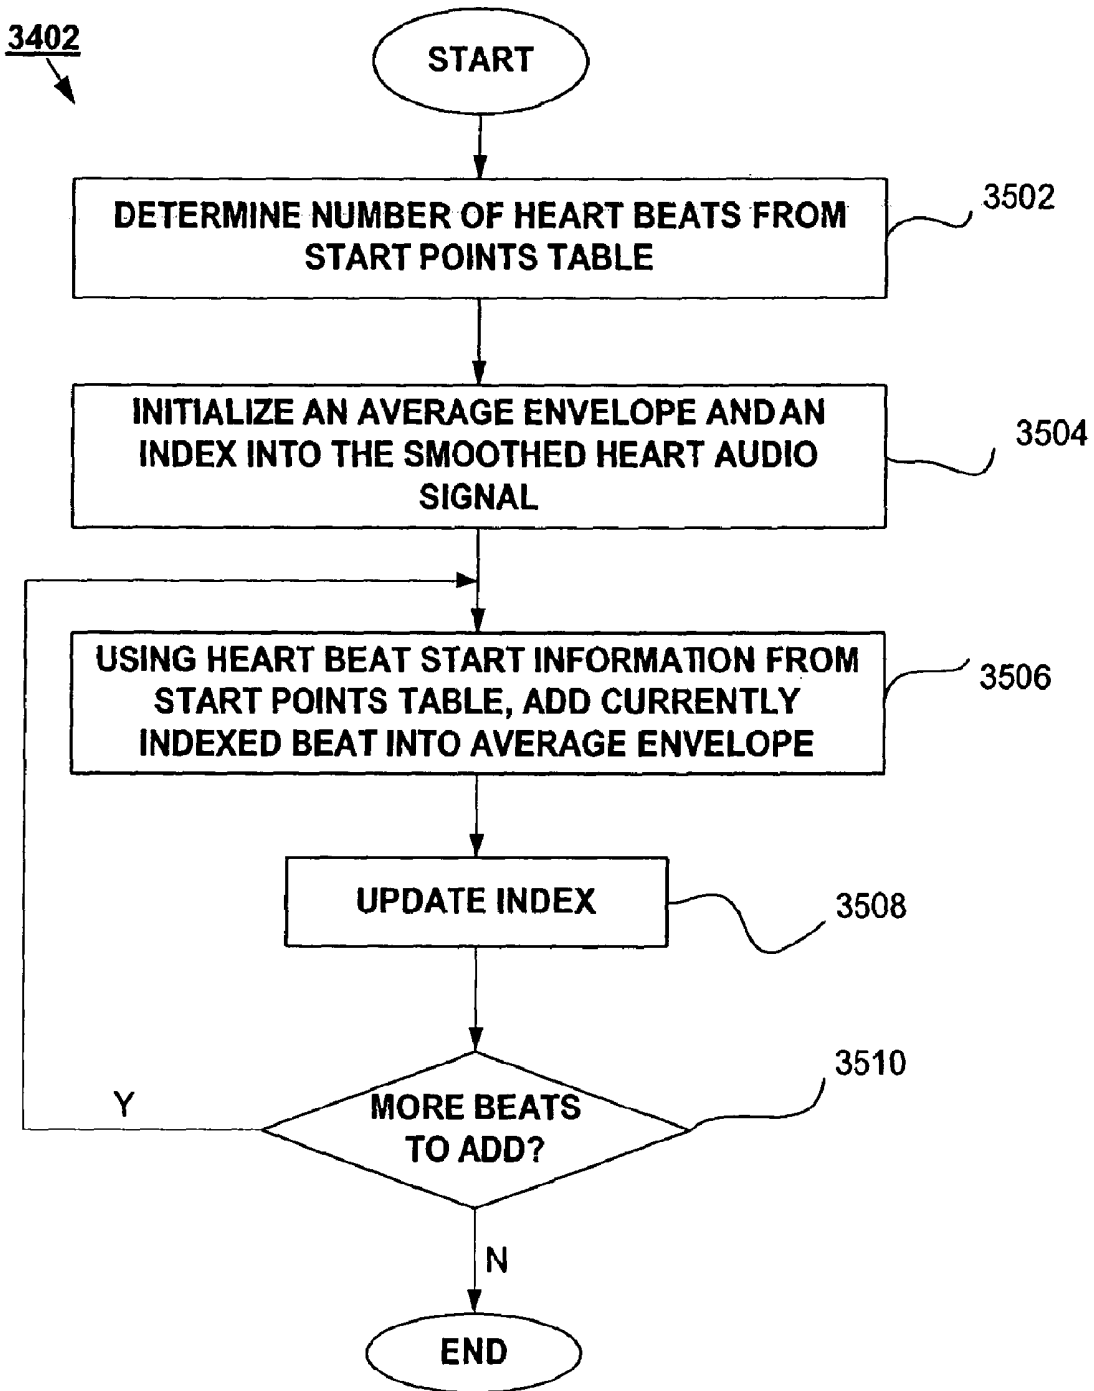 3402
START
DETERMINE NUMBER OF HEART BEATS FROM
START POINTS TABLE
3502
INITIALIZE AN AVERAGE ENVELOPE AND AN
INDEX INTO THE SMOOTHED HEART AUDIO
SIGNAL
3504
USING HEART BEAT START INFORMATION FROM
START POINTS TABLE, ADD CURRENTLY
INDEXED BEAT INTO AVERAGE ENVELOPE
3506
UPDATE INDEX
3508
MORE BEATS
TO ADD?
3510
Y
N
END